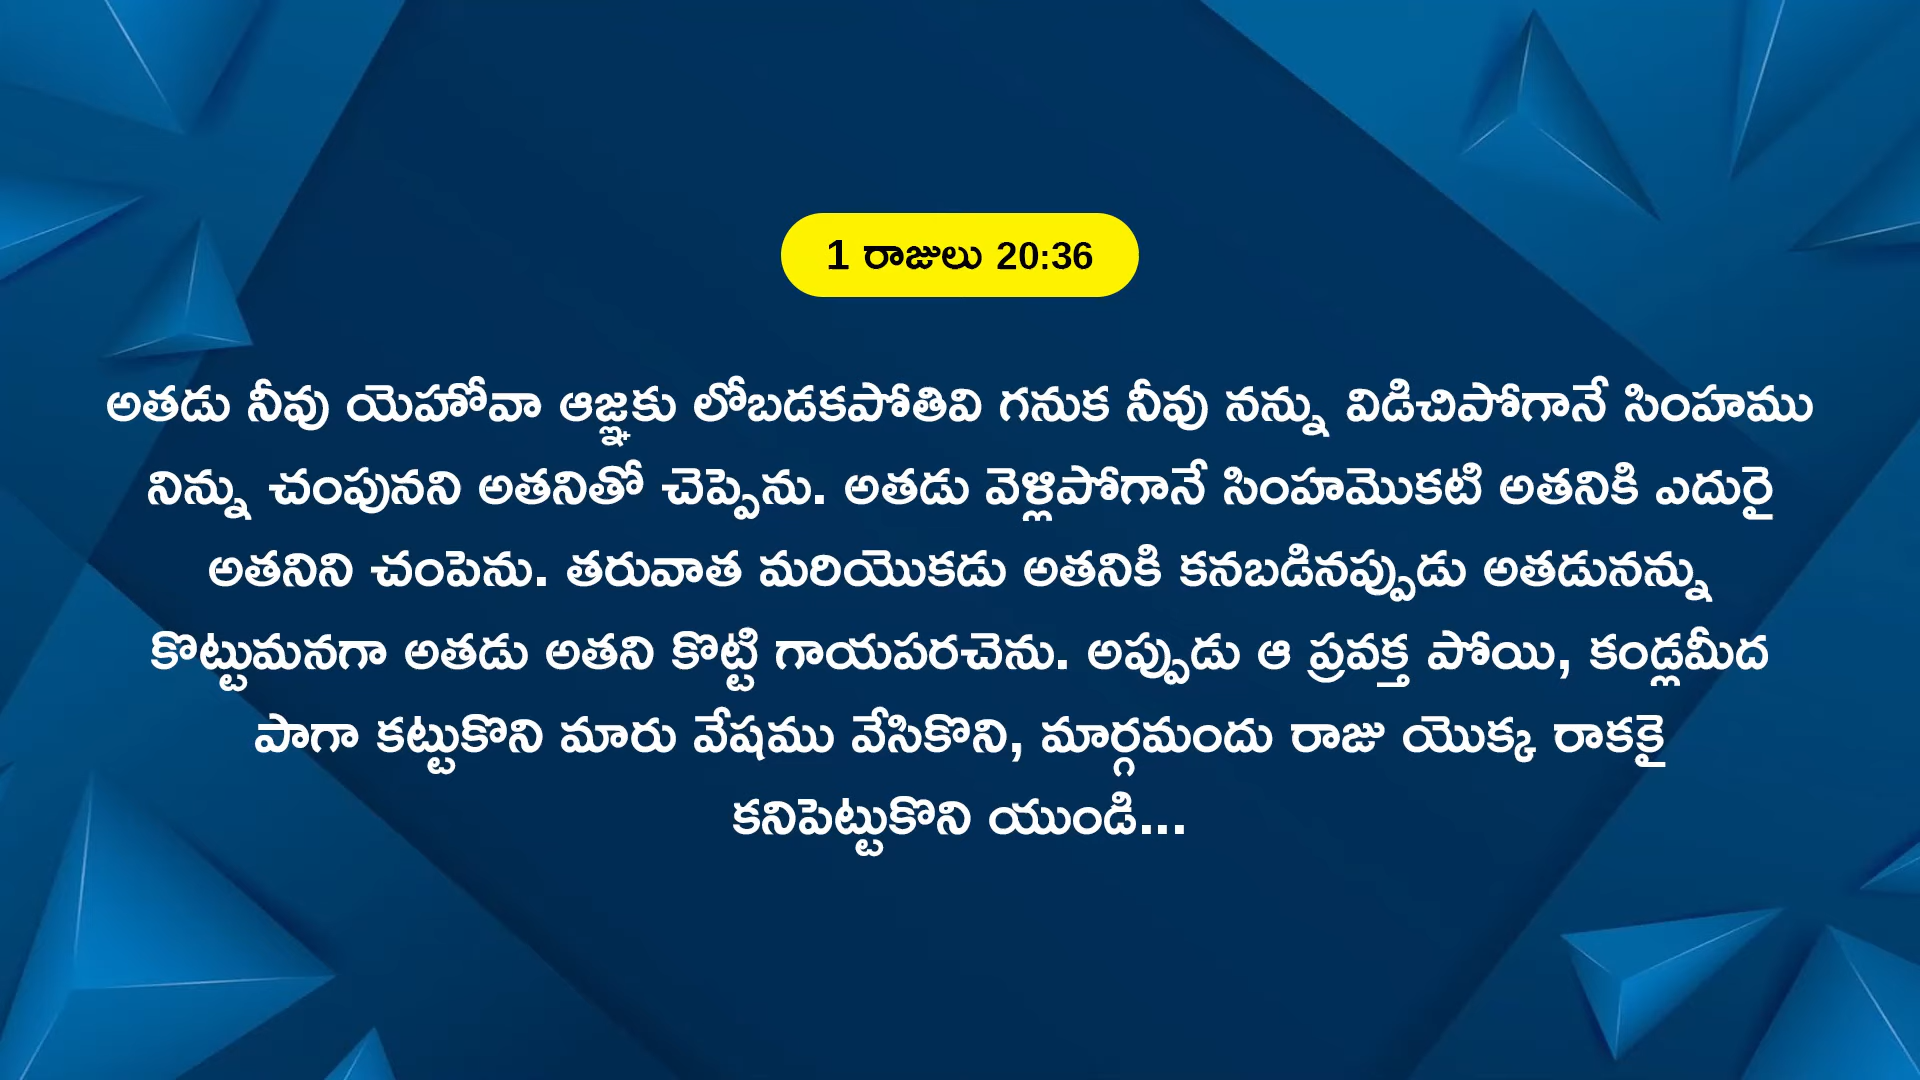 1 రాజులు 20:36
అతడు నీవు యెహోవా ఆజ్ఞకు లోబడకపోతివి గనుక నీవు నన్ను విడిచిపోగానే సింహము
నిన్ను చంపునని అతనితో చెప్పెను. అతడు వెళ్లిపోగానే సింహమొకటి అతనికి ఎదురై
అతనిని చంపెను. తరువాత మరియొకడు అతనికి కనబడినప్పుడు అతడునన్ను
కొట్టుమనగా అతడు అతని కొట్టి గాయపరచెను. అప్పుడు ఆ ప్రవక్త పోయి, కండ్లమీద
పాగా కట్టుకొని మారు వేషము వేసికొని, మార్గమందు రాజు యొక్క రాకకై
కనిపెట్టుకొని యుండి...